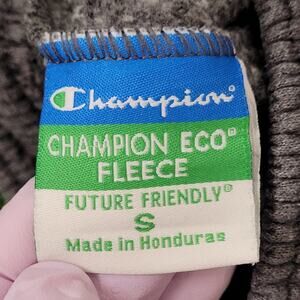 Champion®
CHAMPION ECO®
FLEECE
FUTURE FRIENDLY®
S
Made in Honduras